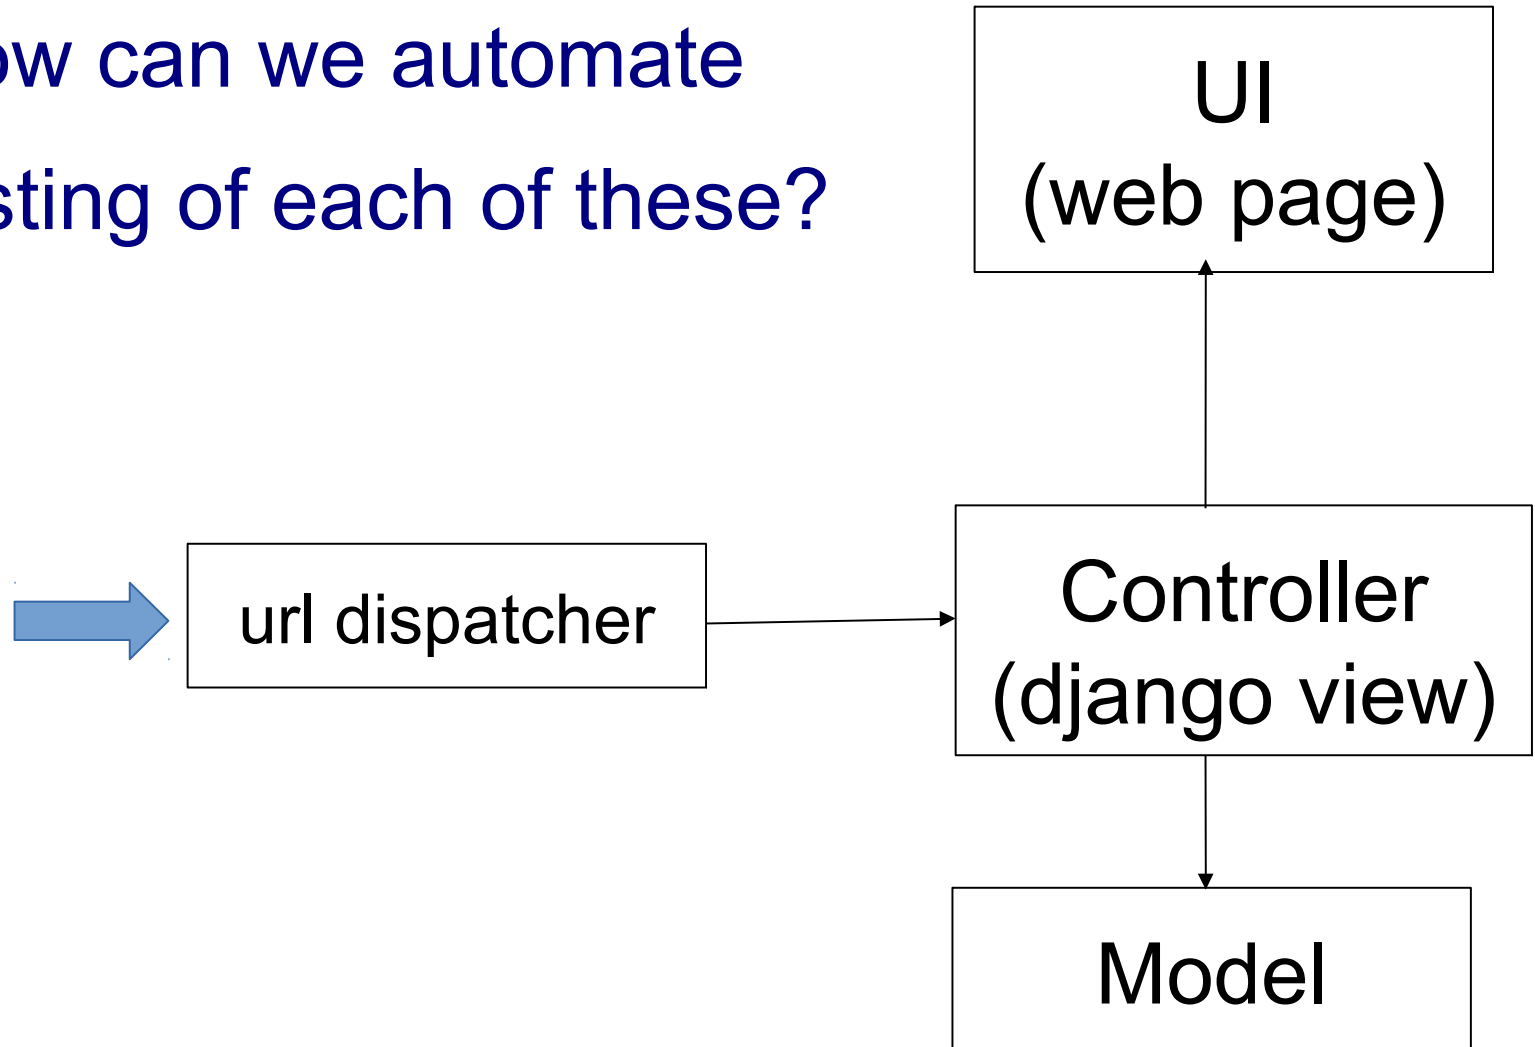 ow can we automate
sting of each of these?
UI
(web page)
url dispatcher
Controller
(django view)
Model